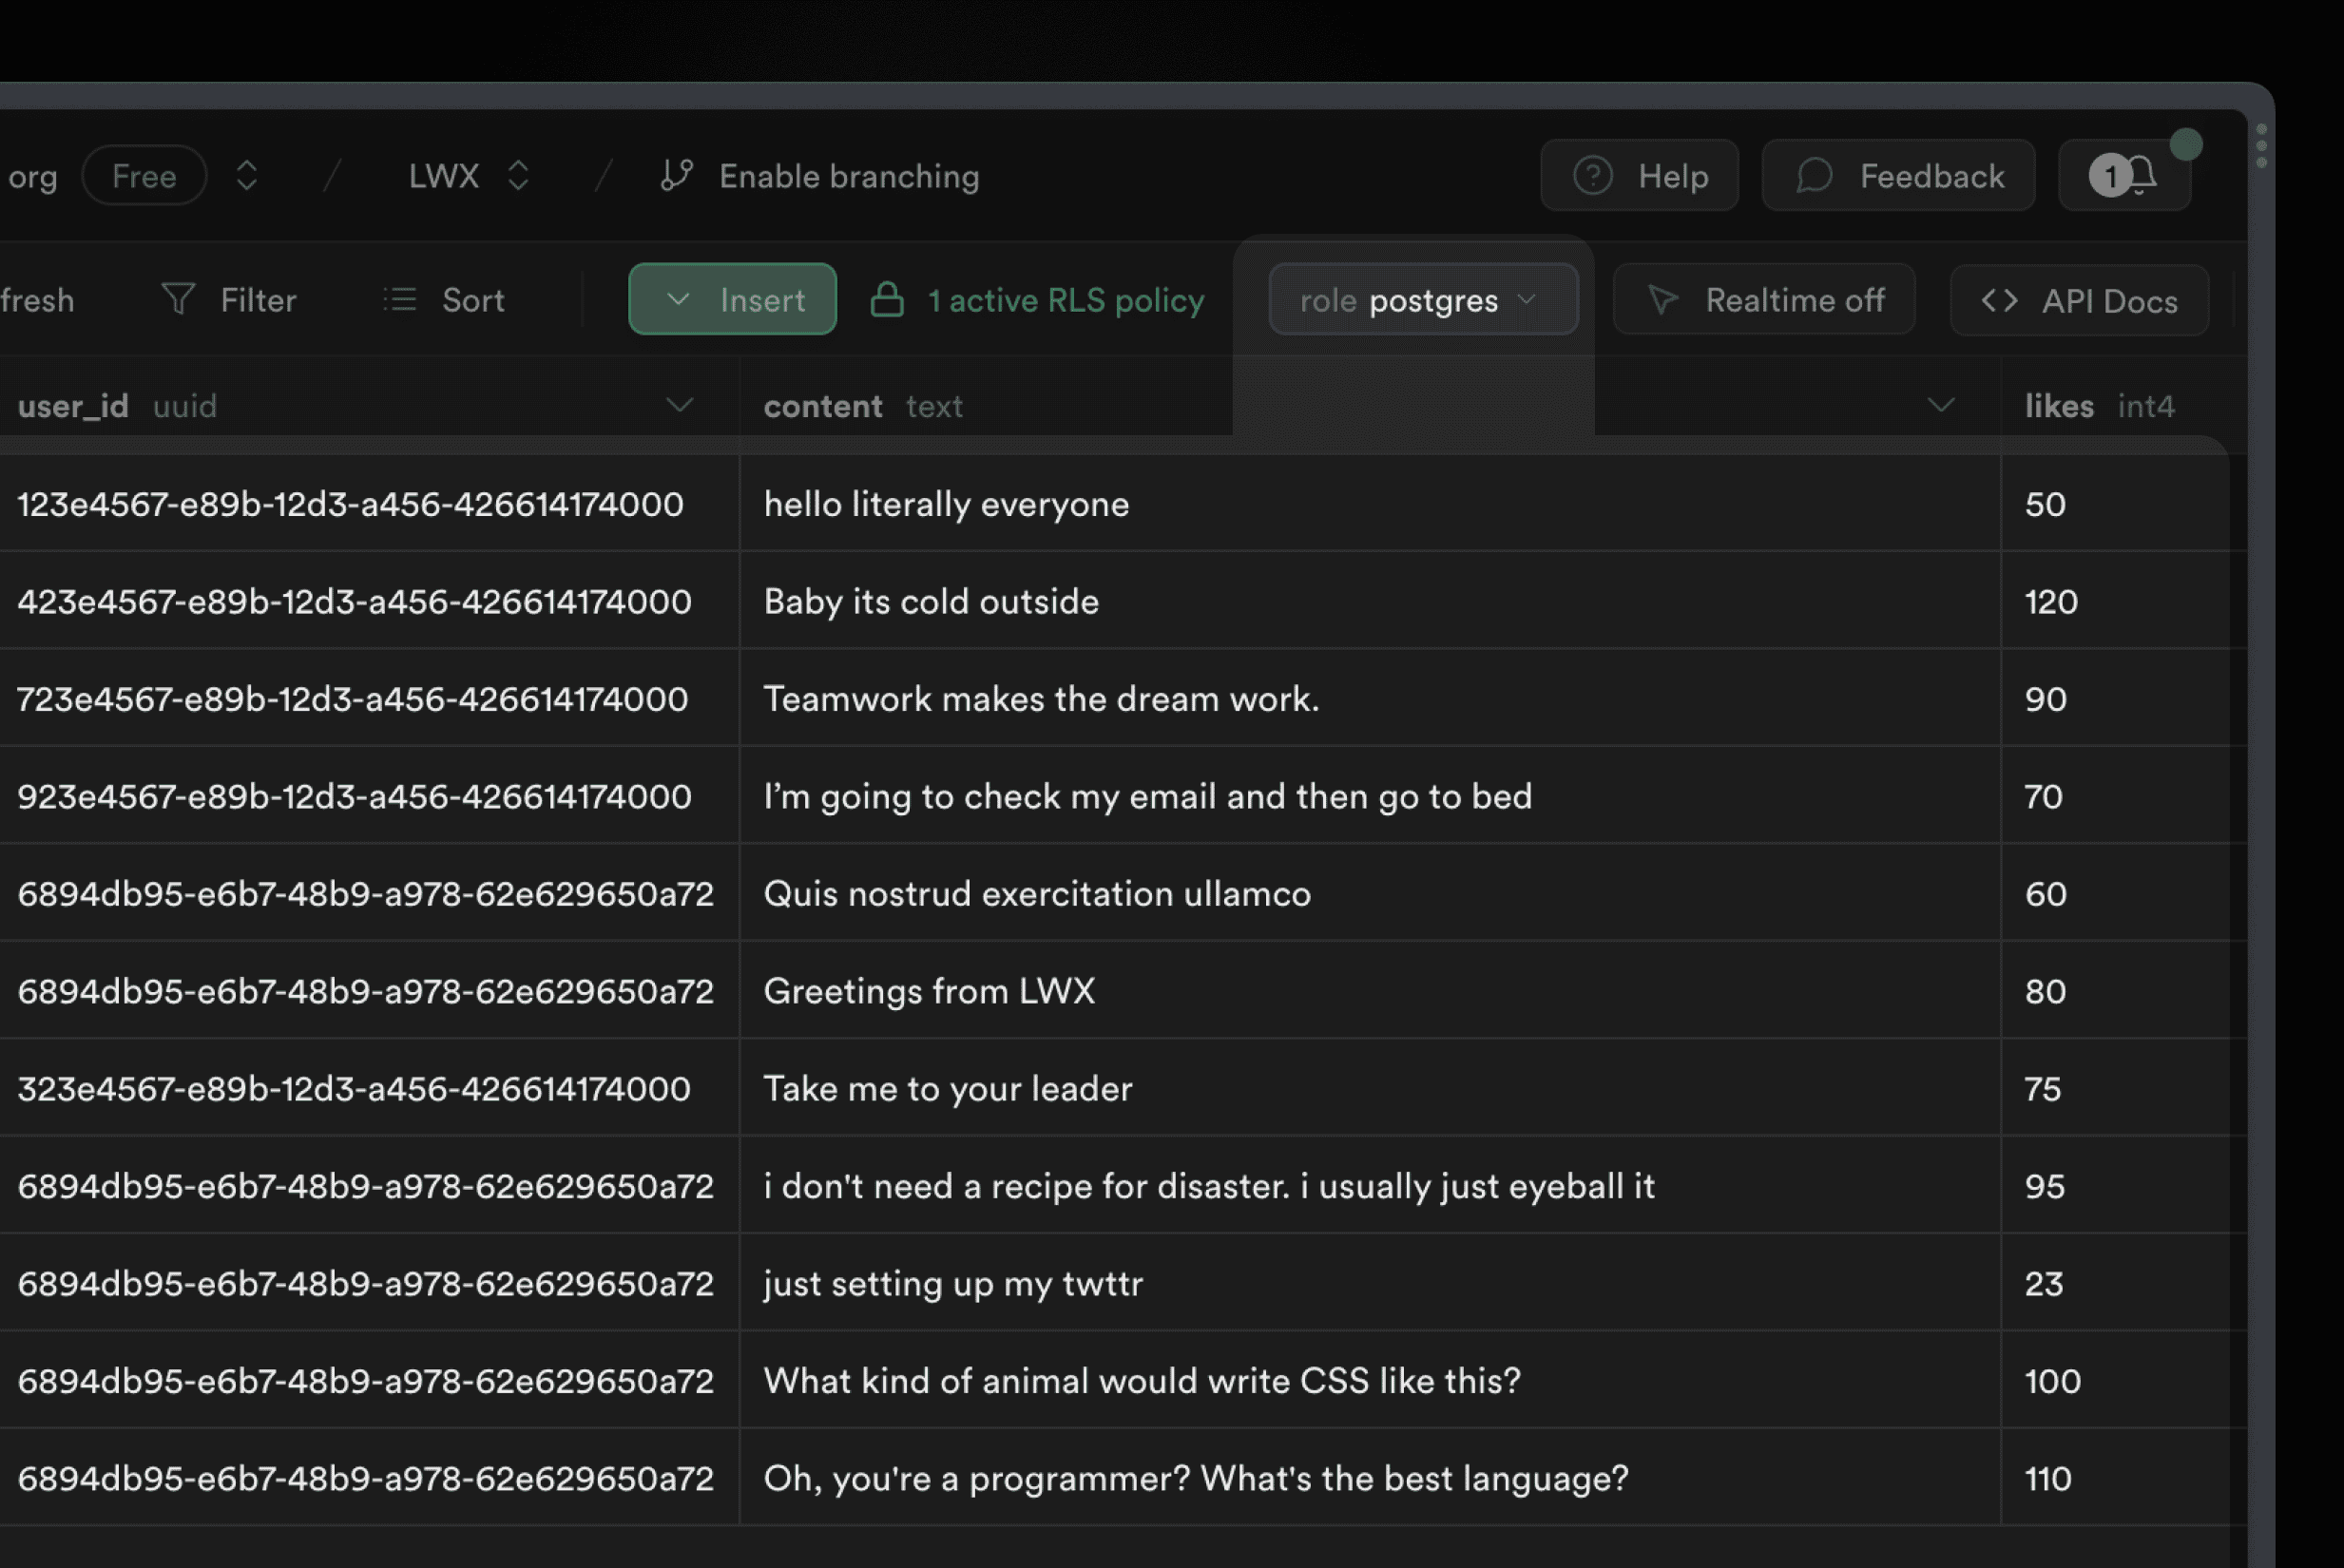 org Free / LWX / Enable branching Help Feedback 1
fresh Filter Sort Insert 1 active RLS policy role postgres Realtime off <> API Docs
user_id uuid content text likes int4
123e4567-e89b-12d3-a456-426614174000 hello literally everyone 50
423e4567-e89b-12d3-a456-426614174000 Baby its cold outside 120
723e4567-e89b-12d3-a456-426614174000 Teamwork makes the dream work. 90
923e4567-e89b-12d3-a456-426614174000 I’m going to check my email and then go to bed 70
6894db95-e6b7-48b9-a978-62e629650a72 Quis nostrud exercitation ullamco 60
6894db95-e6b7-48b9-a978-62e629650a72 Greetings from LWX 80
323e4567-e89b-12d3-a456-426614174000 Take me to your leader 75
6894db95-e6b7-48b9-a978-62e629650a72 i don't need a recipe for disaster. i usually just eyeball it 95
6894db95-e6b7-48b9-a978-62e629650a72 just setting up my twttr 23
6894db95-e6b7-48b9-a978-62e629650a72 What kind of animal would write CSS like this? 100
6894db95-e6b7-48b9-a978-62e629650a72 Oh, you're a programmer? What's the best language? 110